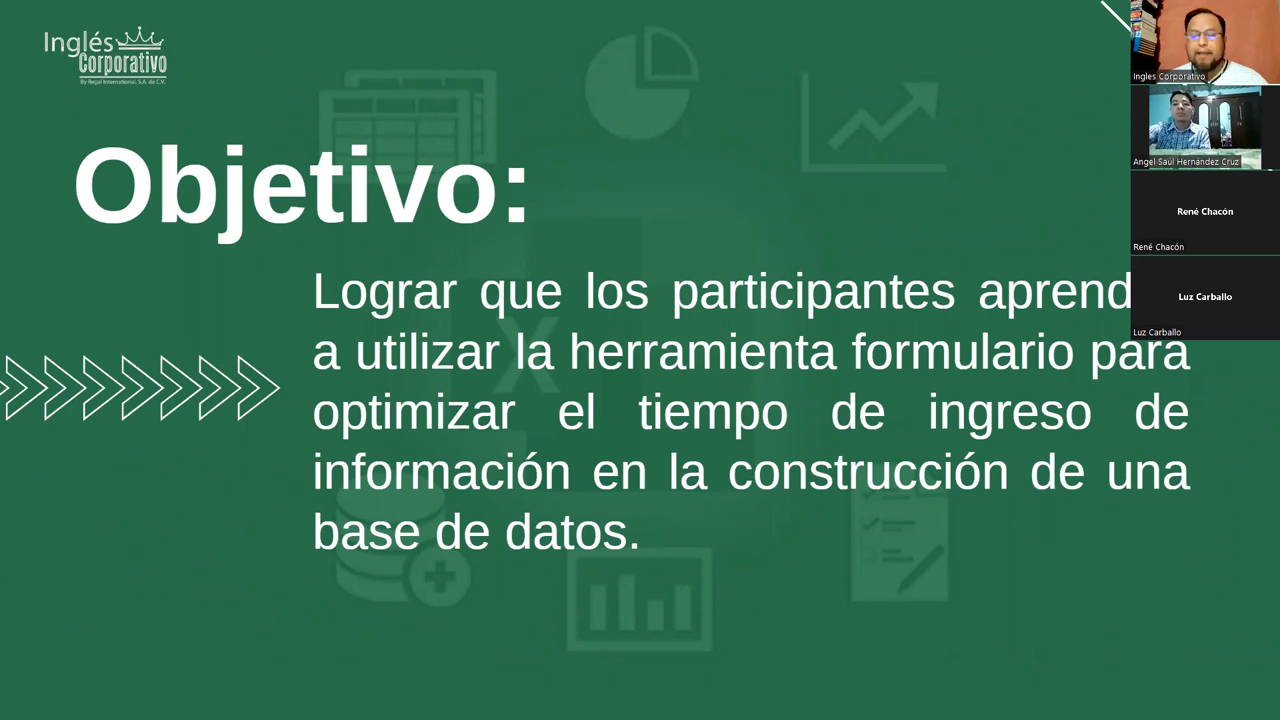 Inglés
Corporativo
By Regal International, S.A. de C.V.
Objetivo:
Lograr que los participantes aprend
a utilizar la herramienta formulario para
optimizar el tiempo de ingreso de
información en la construcción de una
base de datos.
Ingles Corporativo
Angel Saúl Hernández Cruz
René Chacón
René Chacón
Luz Carballo
Luz Carballo